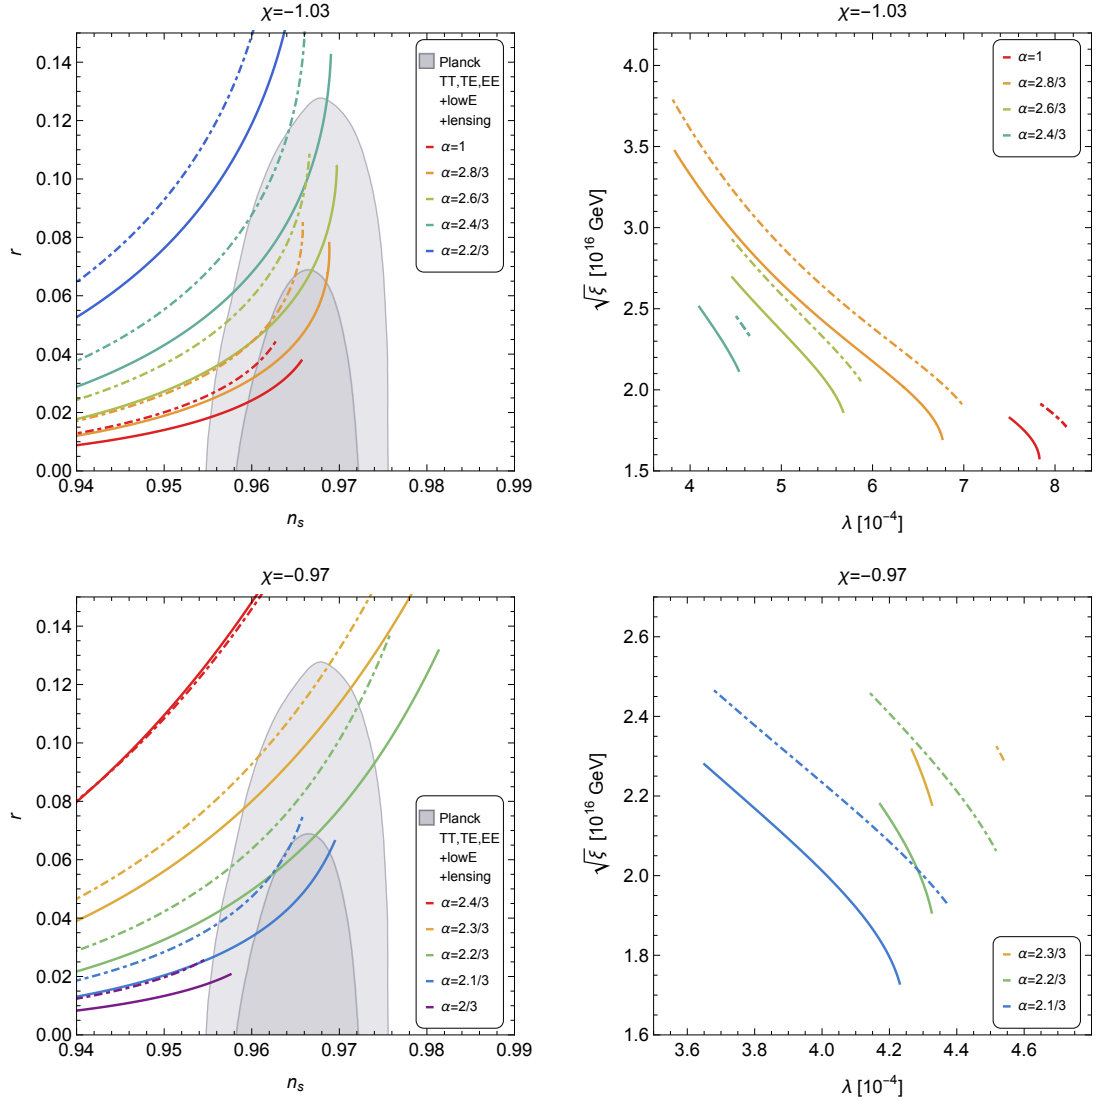 χ=−1.03
0.14
0.12
0.10
0.08
0.06
0.04
0.02
0.00
r
0.94
0.95
0.96
0.97
0.98
0.99
n_s
Planck
TT,TE,EE
+lowE
+lensing
α=1
α=2.8/3
α=2.6/3
α=2.4/3
α=2.2/3
χ=−1.03
4.0
3.5
3.0
2.5
2.0
1.5
√ξ [10^16 GeV]
4
5
6
7
8
λ [10^-4]
α=1
α=2.8/3
α=2.6/3
α=2.4/3
χ=−0.97
0.14
0.12
0.10
0.08
0.06
0.04
0.02
0.00
r
0.94
0.95
0.96
0.97
0.98
0.99
n_s
Planck
TT,TE,EE
+lowE
+lensing
α=2.4/3
α=2.3/3
α=2.2/3
α=2.1/3
α=2/3
χ=−0.97
2.6
2.4
2.2
2.0
1.8
1.6
√ξ [10^16 GeV]
3.6
3.8
4.0
4.2
4.4
4.6
λ [10^-4]
α=2.3/3
α=2.2/3
α=2.1/3